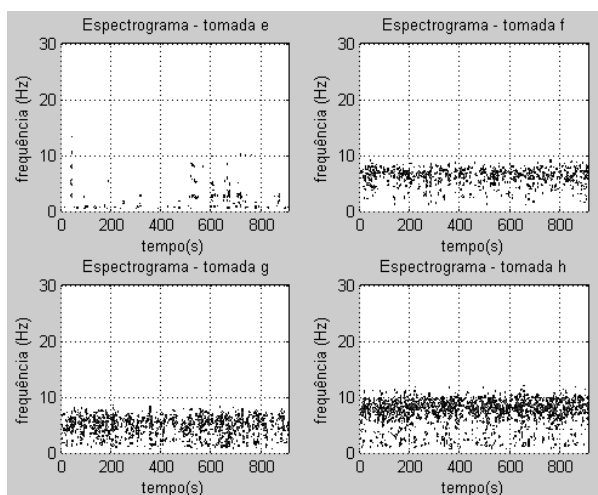 Espectrograma - tomada e
30
20
10
0
frequência (Hz)
0 200 400 600 800
tempo(s)
Espectrograma - tomada f
30
20
10
0
frequência (Hz)
0 200 400 600 800
tempo(s)
Espectrograma - tomada g
30
20
10
0
frequência (Hz)
0 200 400 600 800
tempo(s)
Espectrograma - tomada h
30
20
10
0
frequência (Hz)
0 200 400 600 800
tempo(s)